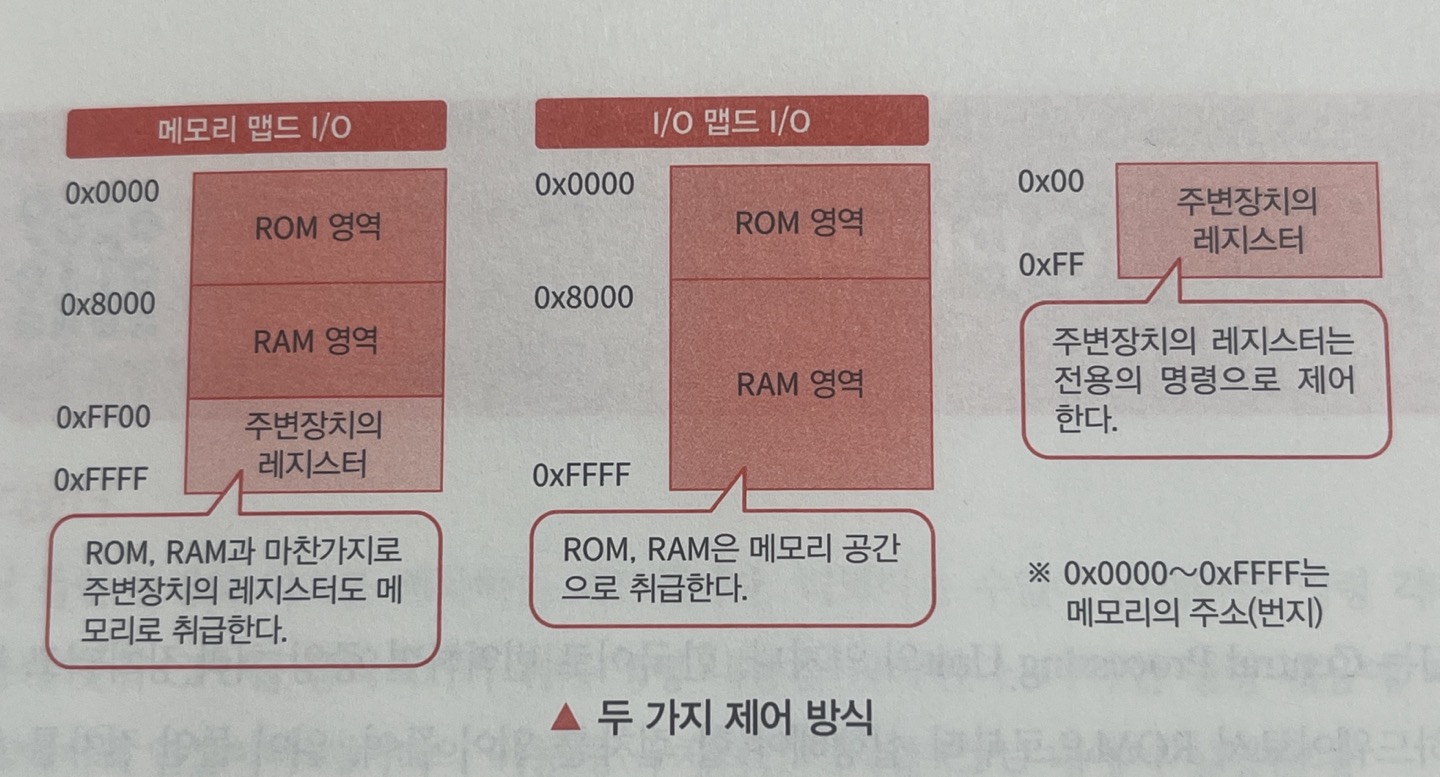 메모리 맵드 I/O
0x0000
ROM 영역
0x8000
RAM 영역
0xFF00
주변장치의
레지스터
0xFFFF
ROM, RAM과 마찬가지로
주변장치의 레지스터도 메
모리로 취급한다.
I/O 맵드 I/O
0x0000
ROM 영역
0x8000
RAM 영역
0xFFFF
ROM, RAM은 메모리 공간
으로 취급한다.
0x00
주변장치의
레지스터
0xFF
주변장치의 레지스터는
전용의 명령으로 제어
한다.
※ 0x0000～0xFFFF는
메모리의 주소(번지)
▲ 두 가지 제어 방식